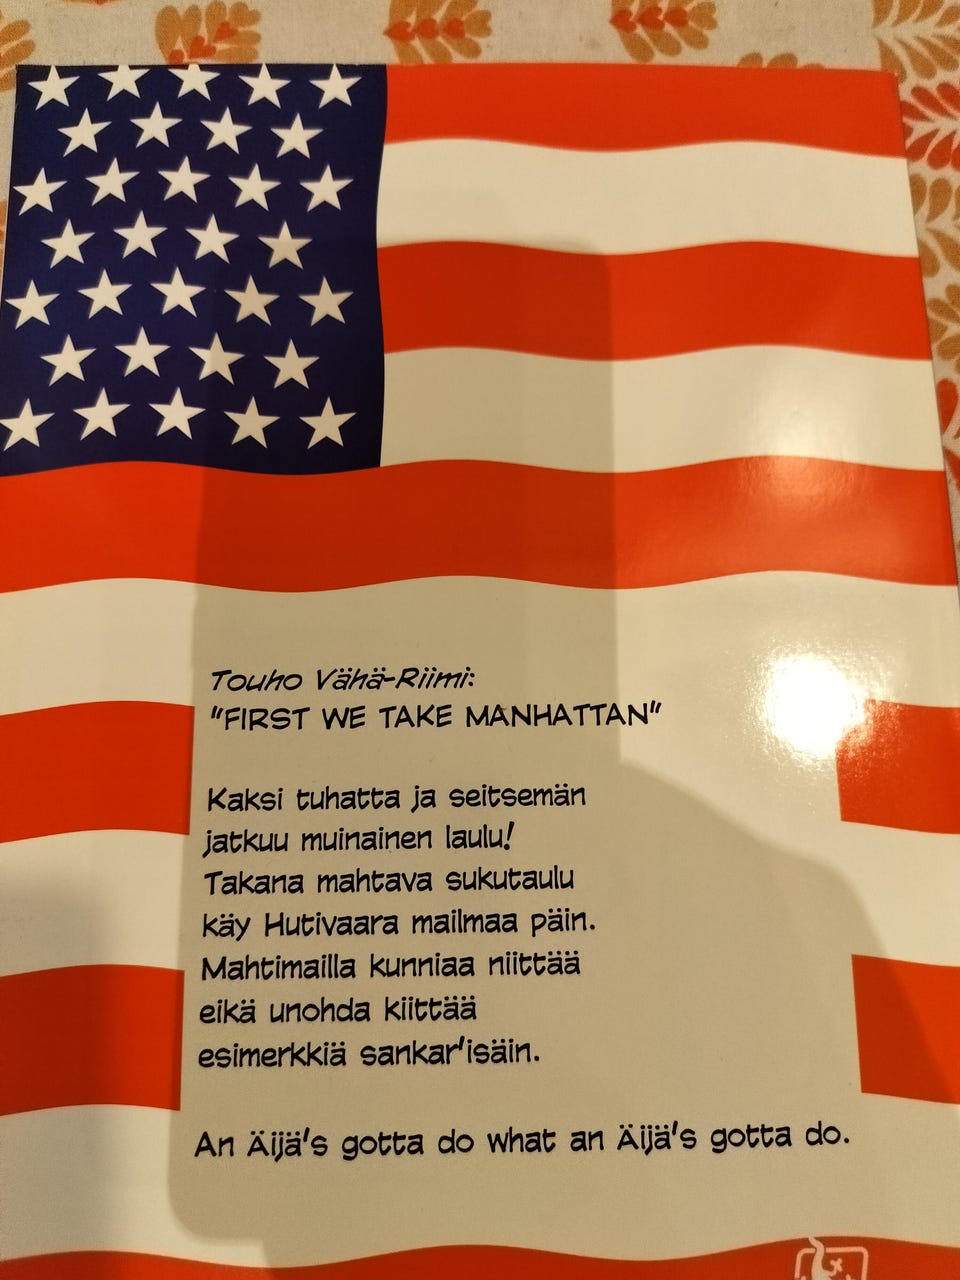 Touho Vähä-Riimi:
"FIRST WE TAKE MANHATTAN"
Kaksi tuhatta ja seitsemän
jatkuu muinainen laulu!
Takana mahtava sukutaulu
käy Hutivaara mailmaa päin.
Mahtimailla kunniaa niittää
eikä unohda kiittää
esimerkkiä sankar'isäin.
An Äijä's gotta do what an Äijä's gotta do.